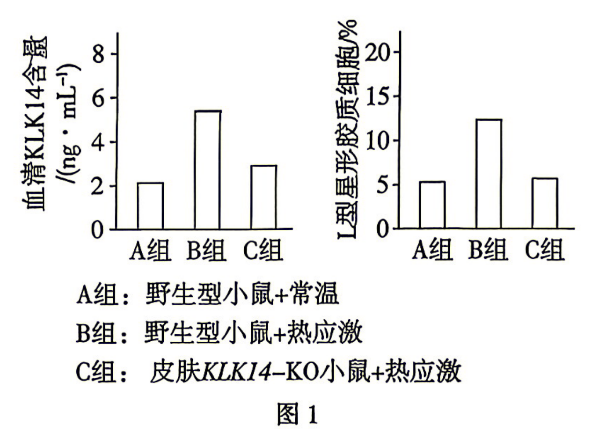 血清KLK14含量
/(ng·mL⁻¹)
8
6
4
2
0
A组 B组 C组
L型星形胶质细胞/%
20
15
10
5
0
A组 B组 C组
A组：野生型小鼠+常温
B组：野生型小鼠+热应激
C组：皮肤KLK14-KO小鼠+热应激
图1